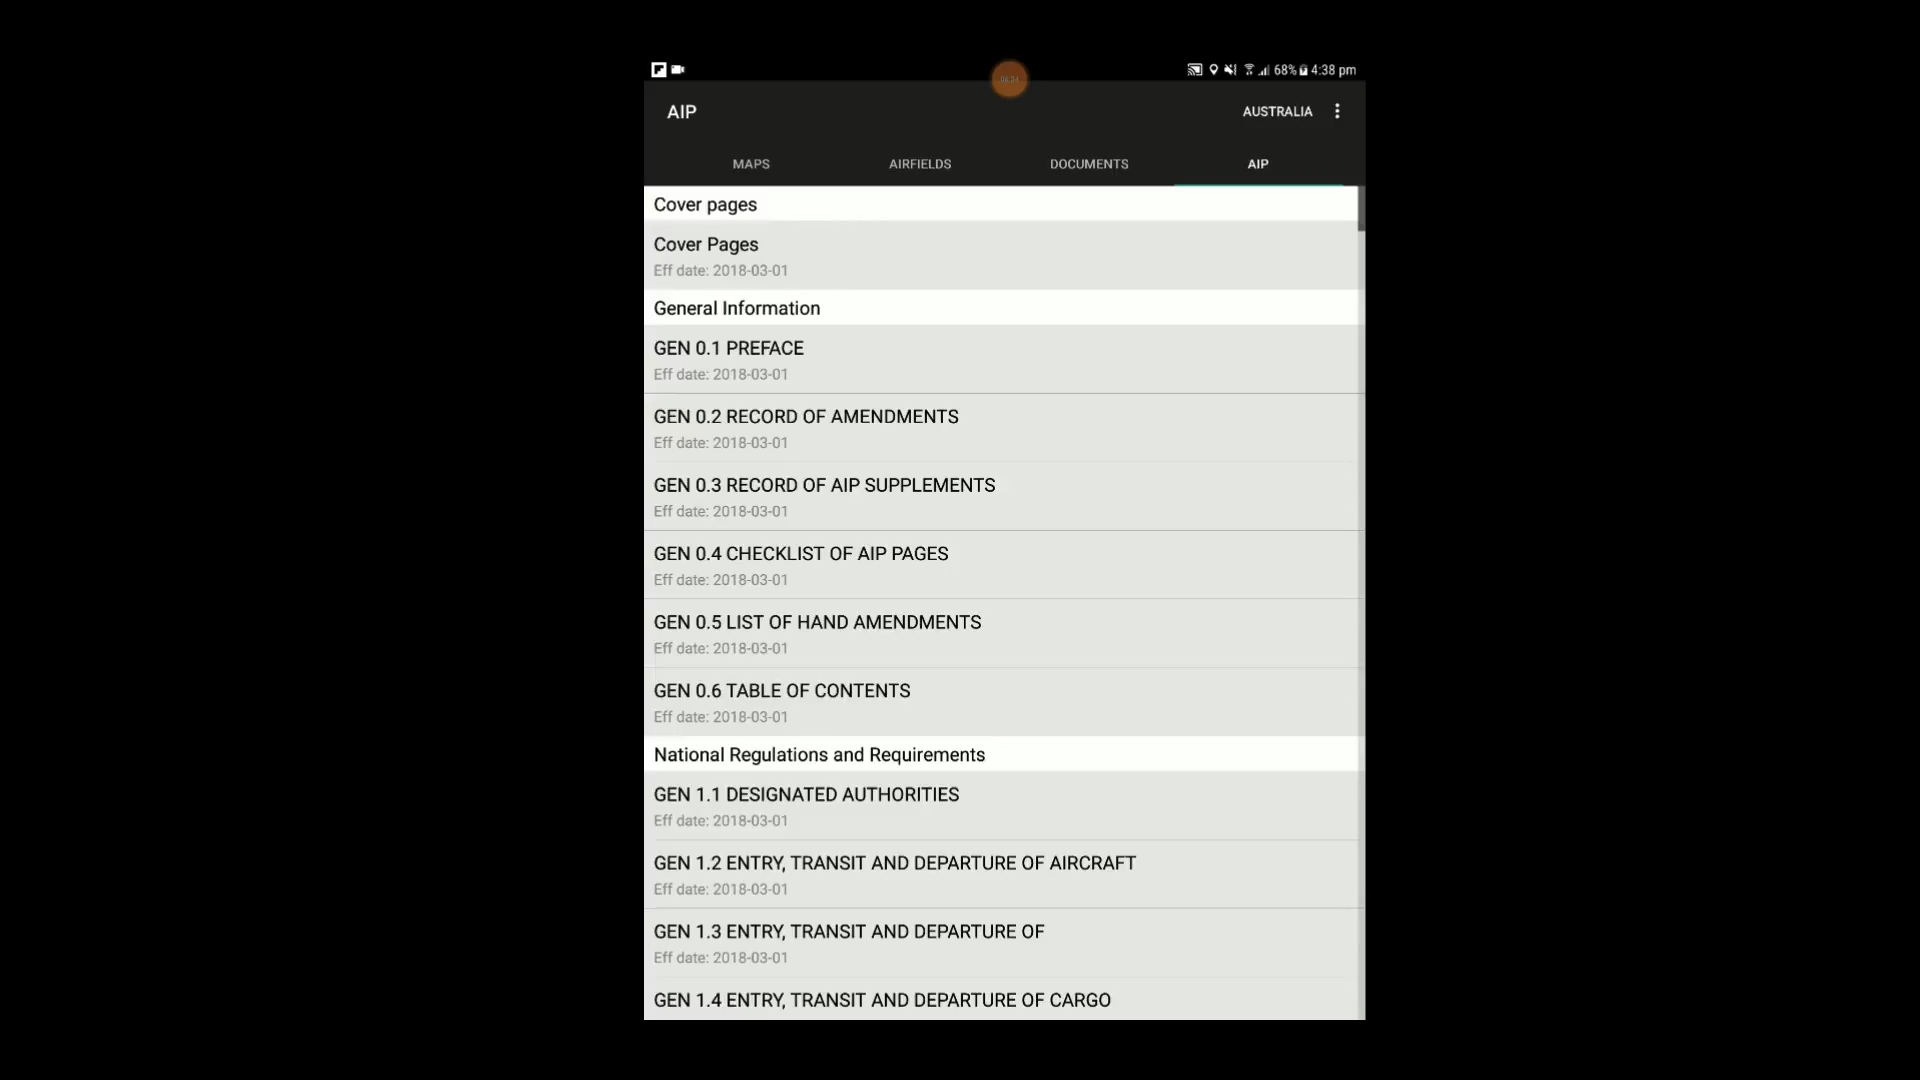 68% 4:38 pm
AIP
AUSTRALIA
MAPS
AIRFIELDS
DOCUMENTS
AIP
Cover pages
Cover Pages
Eff date: 2018-03-01
General Information
GEN 0.1 PREFACE
Eff date: 2018-03-01
GEN 0.2 RECORD OF AMENDMENTS
Eff date: 2018-03-01
GEN 0.3 RECORD OF AIP SUPPLEMENTS
Eff date: 2018-03-01
GEN 0.4 CHECKLIST OF AIP PAGES
Eff date: 2018-03-01
GEN 0.5 LIST OF HAND AMENDMENTS
Eff date: 2018-03-01
GEN 0.6 TABLE OF CONTENTS
Eff date: 2018-03-01
National Regulations and Requirements
GEN 1.1 DESIGNATED AUTHORITIES
Eff date: 2018-03-01
GEN 1.2 ENTRY, TRANSIT AND DEPARTURE OF AIRCRAFT
Eff date: 2018-03-01
GEN 1.3 ENTRY, TRANSIT AND DEPARTURE OF
Eff date: 2018-03-01
GEN 1.4 ENTRY, TRANSIT AND DEPARTURE OF CARGO